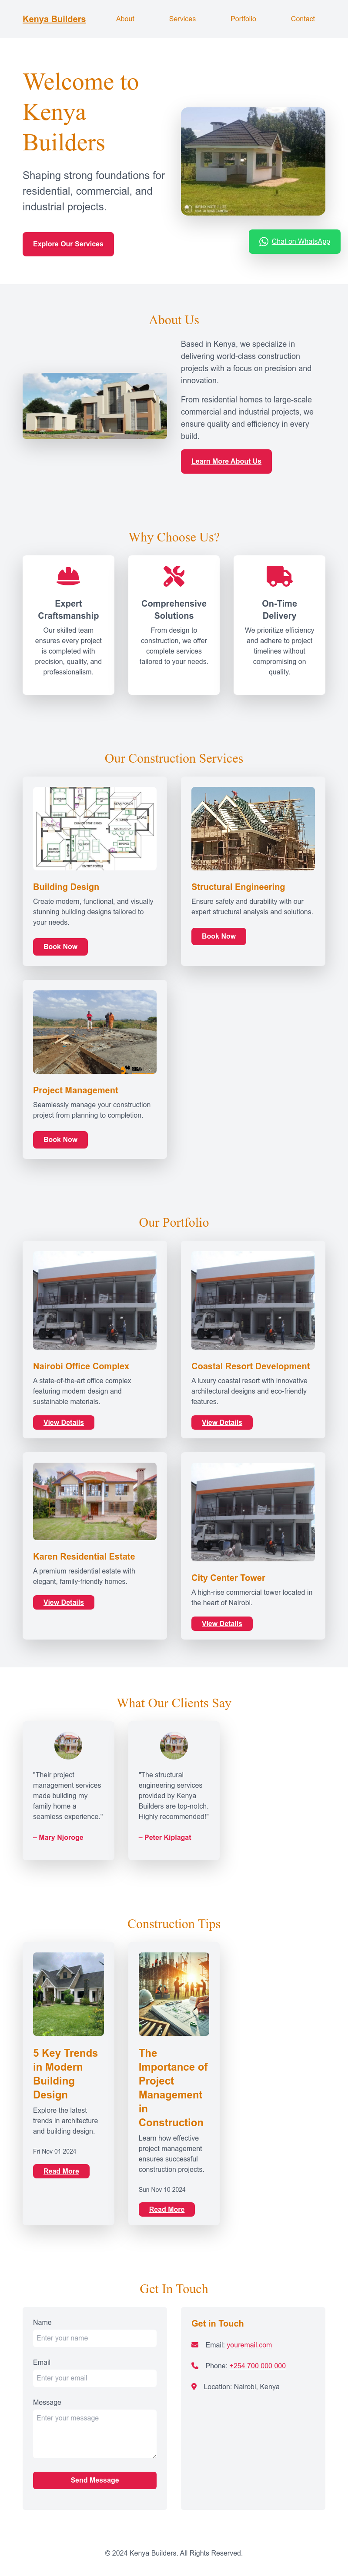 Kenya Builders
About
Services
Portfolio
Contact
Welcome to
Kenya
Builders
Shaping strong foundations for
residential, commercial, and
industrial projects.
Explore Our Services
Chat on WhatsApp
About Us
Based in Kenya, we specialize in
delivering world-class construction
projects with a focus on precision and
innovation.
From residential homes to large-scale
commercial and industrial projects, we
ensure quality and efficiency in every
build.
Learn More About Us
Why Choose Us?
Expert
Craftsmanship
Our skilled team
ensures every project
is completed with
precision, quality, and
professionalism.
Comprehensive
Solutions
From design to
construction, we offer
complete services
tailored to your needs.
On-Time
Delivery
We prioritize efficiency
and adhere to project
timelines without
compromising on
quality.
Our Construction Services
Building Design
Create modern, functional, and visually
stunning building designs tailored to
your needs.
Book Now
Structural Engineering
Ensure safety and durability with our
expert structural analysis and solutions.
Book Now
Project Management
Seamlessly manage your construction
project from planning to completion.
Book Now
Our Portfolio
Nairobi Office Complex
A state-of-the-art office complex
featuring modern design and
sustainable materials.
View Details
Coastal Resort Development
A luxury coastal resort with innovative
architectural designs and eco-friendly
features.
View Details
Karen Residential Estate
A premium residential estate with
elegant, family-friendly homes.
View Details
City Center Tower
A high-rise commercial tower located in
the heart of Nairobi.
View Details
What Our Clients Say
"Their project
management services
made building my
family home a
seamless experience."
– Mary Njoroge
"The structural
engineering services
provided by Kenya
Builders are top-notch.
Highly recommended!"
– Peter Kiplagat
Construction Tips
5 Key Trends
in Modern
Building
Design
Explore the latest
trends in architecture
and building design.
Fri Nov 01 2024
Read More
The
Importance of
Project
Management
in
Construction
Learn how effective
project management
ensures successful
construction projects.
Sun Nov 10 2024
Read More
Get In Touch
Name
Enter your name
Email
Enter your email
Message
Enter your message
Send Message
Get in Touch
Email: youremail.com
Phone: +254 700 000 000
Location: Nairobi, Kenya
© 2024 Kenya Builders. All Rights Reserved.